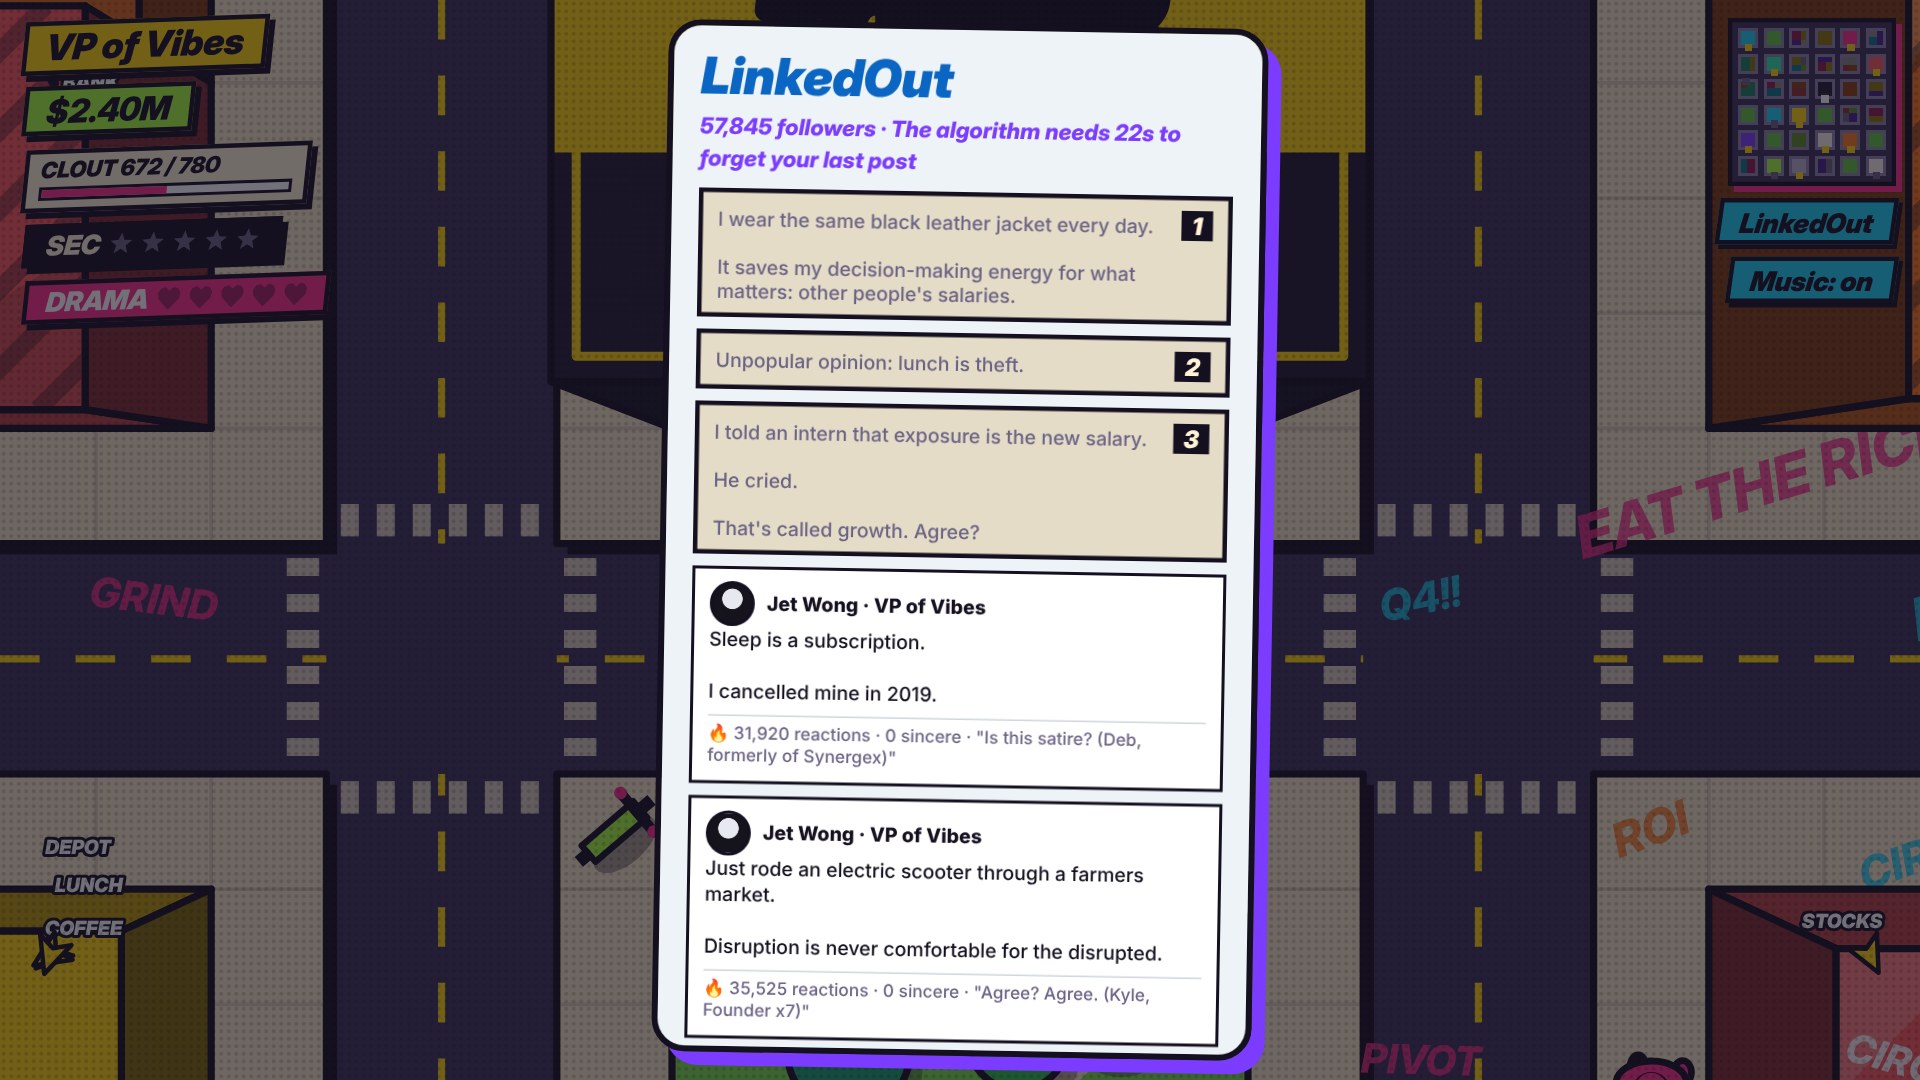 VP of Vibes
RANK
$2.40M
CLOUT 672 / 780
SEC
DRAMA
LinkedOut
57,845 followers · The algorithm needs 22s to
forget your last post
I wear the same black leather jacket every day.
1
It saves my decision-making energy for what
matters: other people's salaries.
Unpopular opinion: lunch is theft.
2
I told an intern that exposure is the new salary.
3
He cried.
That's called growth. Agree?
Jet Wong · VP of Vibes
Sleep is a subscription.
I cancelled mine in 2019.
🔥 31,920 reactions · 0 sincere · "Is this satire? (Deb,
formerly of Synergex)"
Jet Wong · VP of Vibes
Just rode an electric scooter through a farmers
market.
Disruption is never comfortable for the disrupted.
🔥 35,525 reactions · 0 sincere · "Agree? Agree. (Kyle,
Founder x7)"
LinkedOut
Music: on
EAT THE RIC
GRIND
Q4!!
DEPOT
LUNCH
COFFEE
ROI
CIR
STOCKS
PIVOT
CIRC